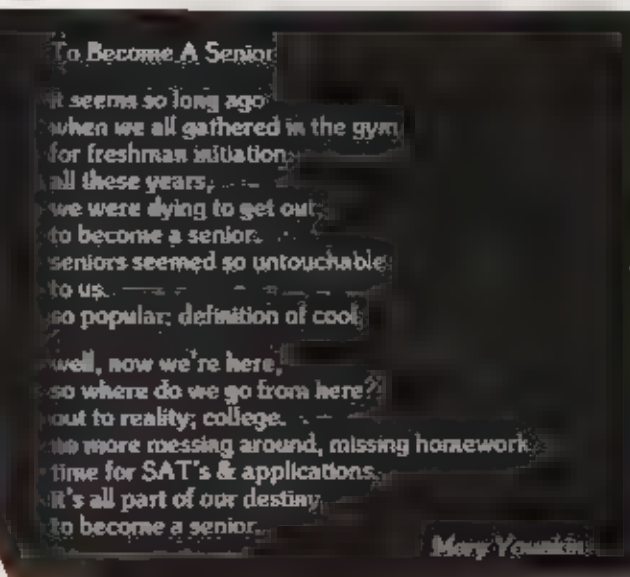 To Become A Senior
it seems so long ago
when we all gathered in the gym
for freshman initiation.
all these years,
we were dying to get out,
to become a senior.
seniors seemed so untouchable
to us.
so popular; definition of cool.
well, now we're here,
so where do we go from here?
out to reality; college.
no more messing around, missing homework
time for SAT's & applications.
it's all part of our destiny
to become a senior.
Mary